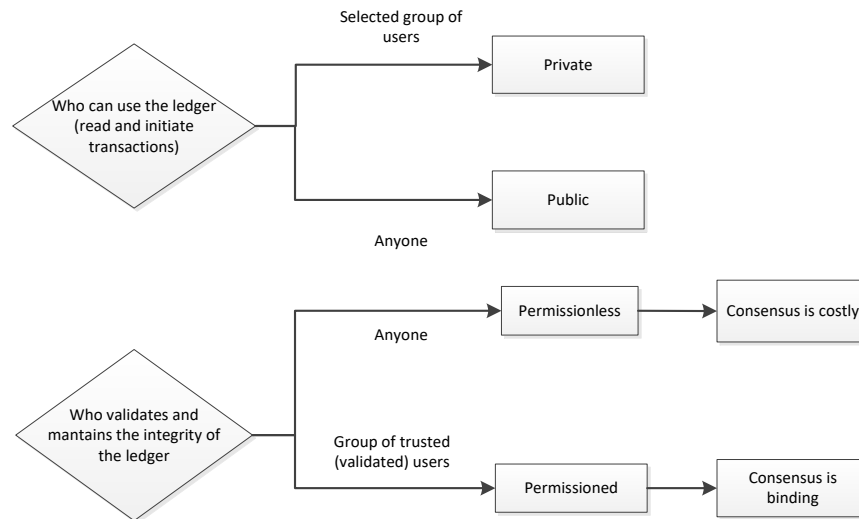 Selected group of
users
Private
Who can use the ledger
(read and initiate
transactions)
Public
Anyone
Permissionless
Consensus is costly
Anyone
Who validates and
mantains the integrity of
the ledger
Group of trusted
(validated) users
Permissioned
Consensus is
binding